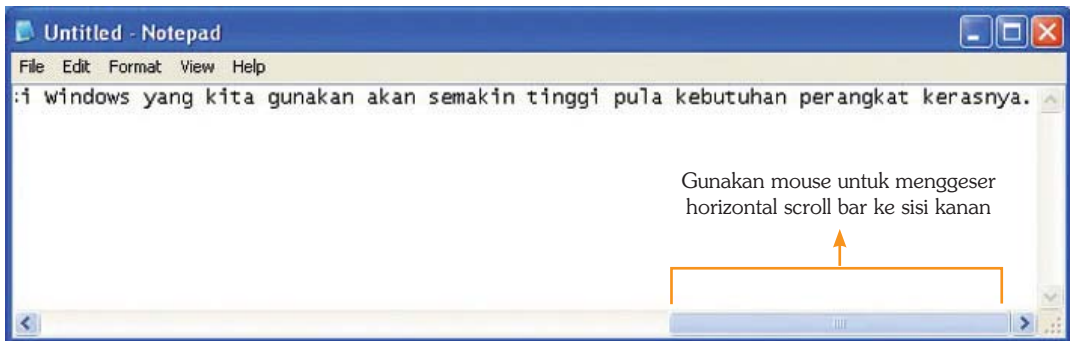 Untitled - Notepad
File Edit Format View Help
:i windows yang kita gunakan akan semakin tinggi pula kebutuhan perangkat kerasnya.
Gunakan mouse untuk menggeser
horizontal scroll bar ke sisi kanan